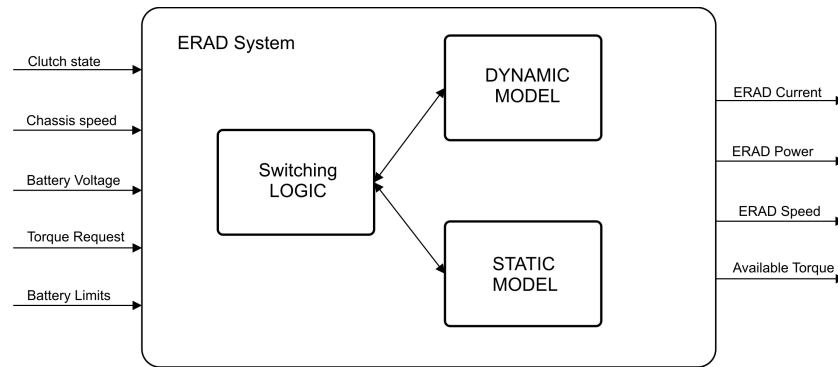 ERAD System
Clutch state
Chassis speed
Battery Voltage
Torque Request
Battery Limits
Switching
LOGIC
DYNAMIC
MODEL
STATIC
MODEL
ERAD Current
ERAD Power
ERAD Speed
Available Torque